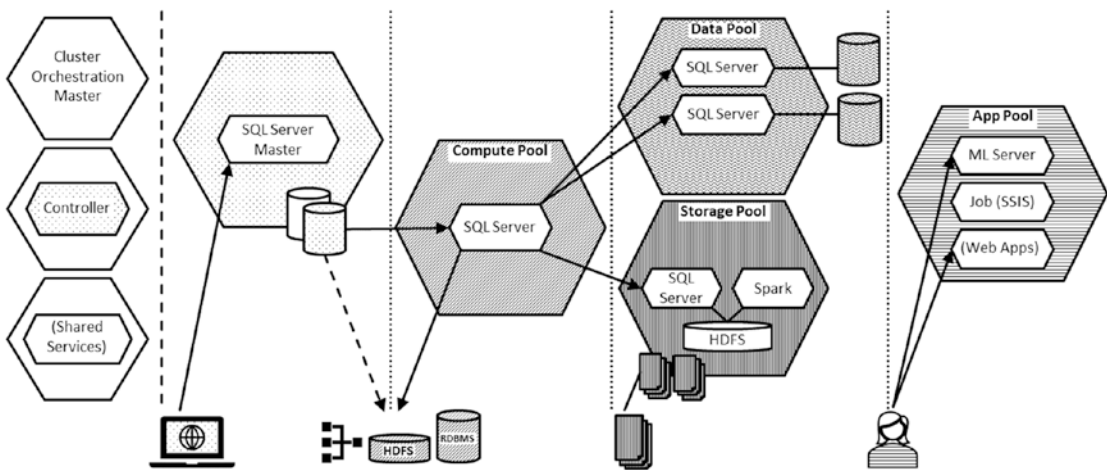 Cluster
Orchestration
Master
Controller
(Shared
Services)
SQL Server
Master
Compute Pool
SQL Server
HDFS
RDBMS
Data Pool
SQL Server
SQL Server
Storage Pool
SQL
Server
Spark
HDFS
App Pool
ML Server
Job (SSIS)
(Web Apps)